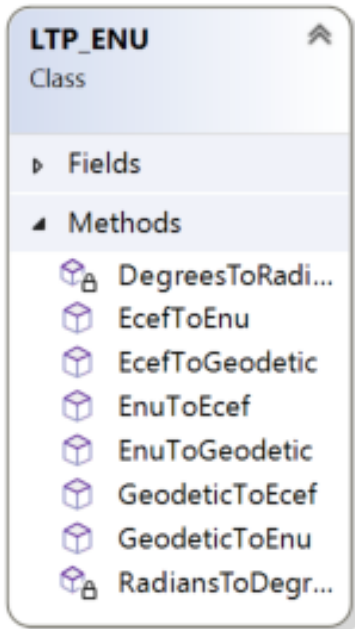 LTP_ENU
Class
Fields
Methods
DegreesToRadi...
EcefToEnu
EcefToGeodetic
EnuToEcef
EnuToGeodetic
GeodeticToEcef
GeodeticToEnu
RadiansToDegr...